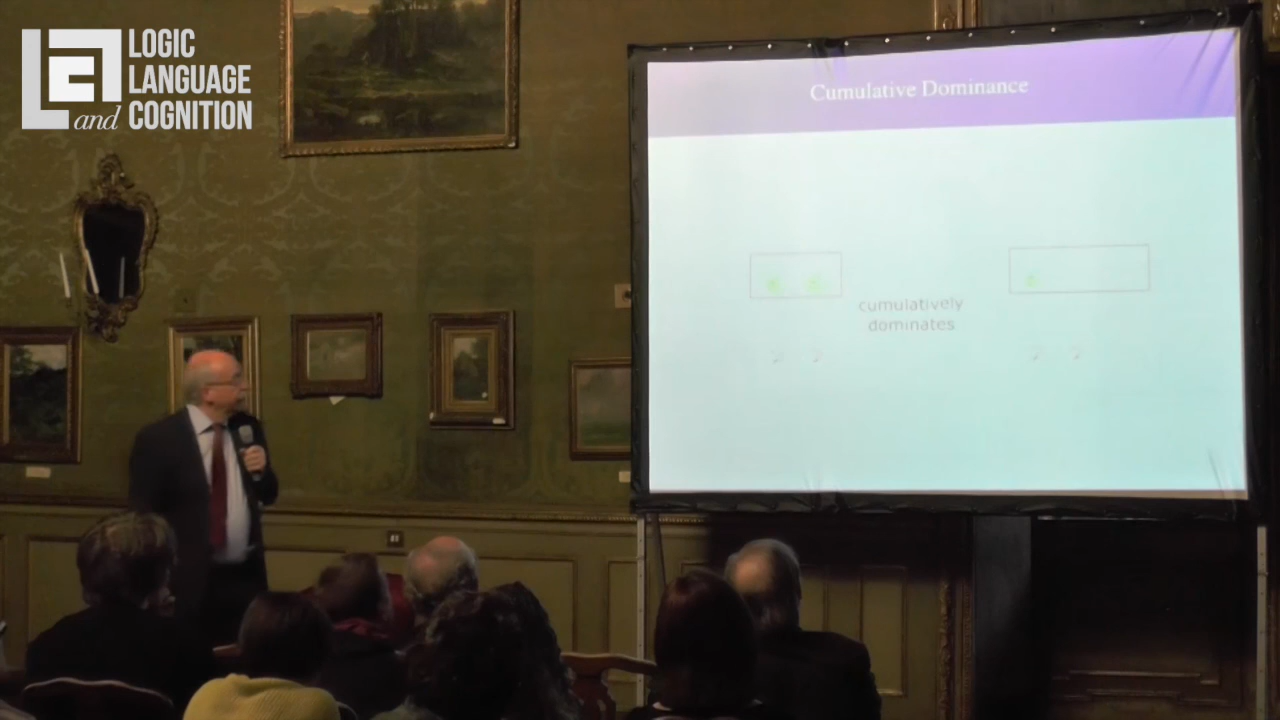 LOGIC
LANGUAGE
and COGNITION
Cumulative Dominance
cumulatively
dominates